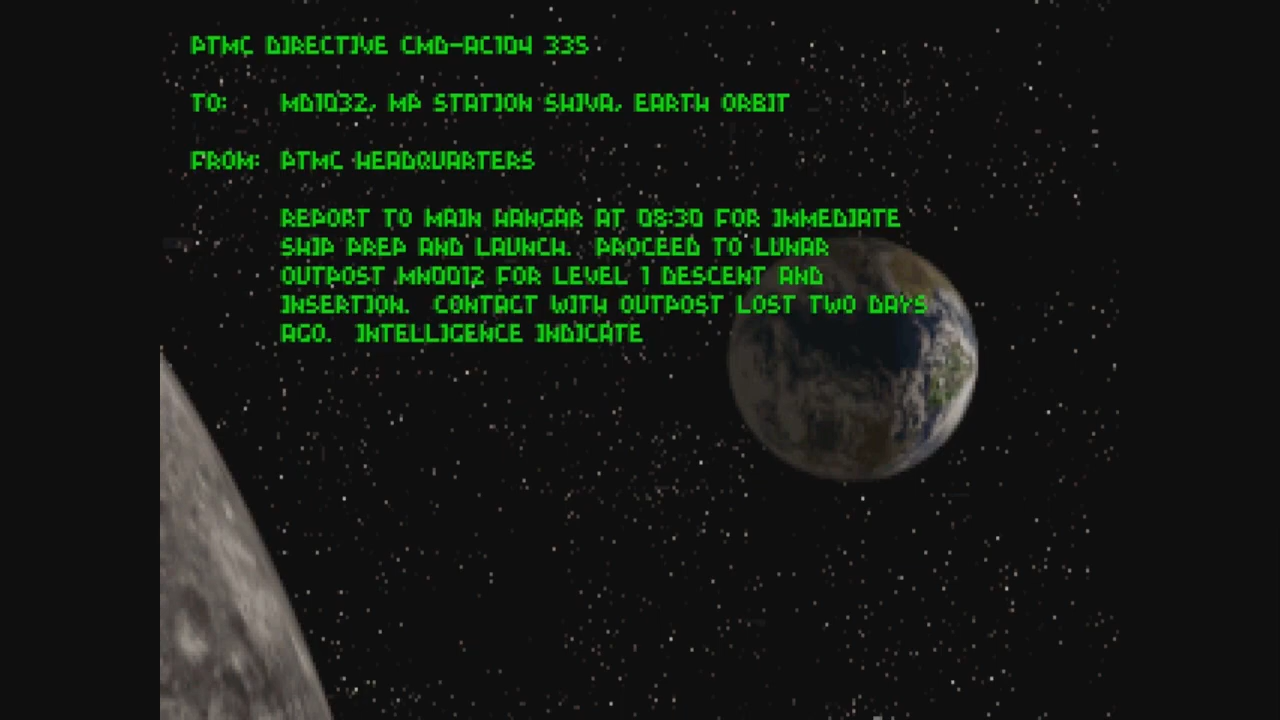 PTMC DIRECTIVE CMD-AC104 335
TO: MD1032, MP STATION SHIVA, EARTH ORBIT
FROM: PTMC HEADQUARTERS
REPORT TO MAIN HANGAR AT 08:30 FOR IMMEDIATE
SHIP PREP AND LAUNCH. PROCEED TO LUNAR
OUTPOST MN0012 FOR LEVEL 1 DESCENT AND
INSERTION. CONTACT WITH OUTPOST LOST TWO DAYS
AGO. INTELLIGENCE INDICATE